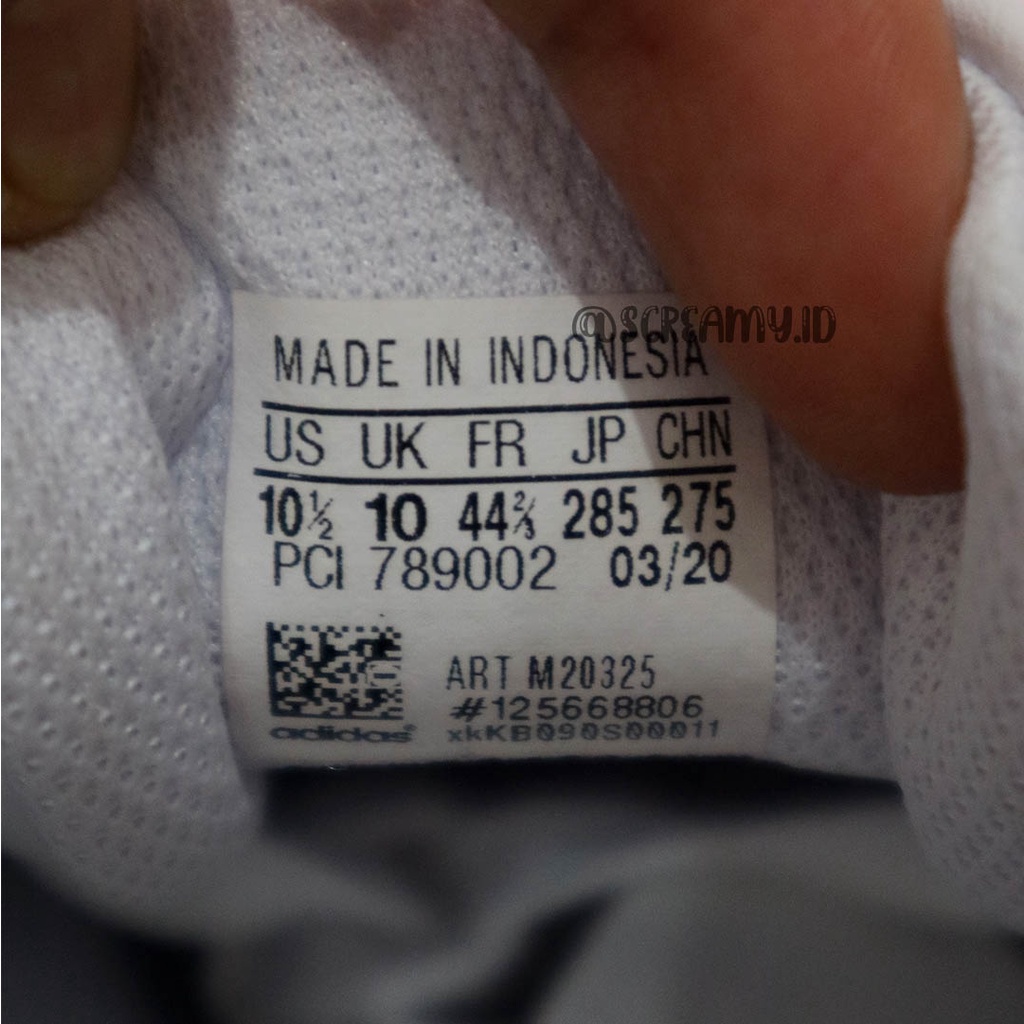 @SCREAMY.ID
MADE IN INDONESIA
US UK FR JP CHN
10½ 10 44⅔ 285 275
PCI 789002 03/20
ART M20325
#125668806
adidas
xkKB090S00011